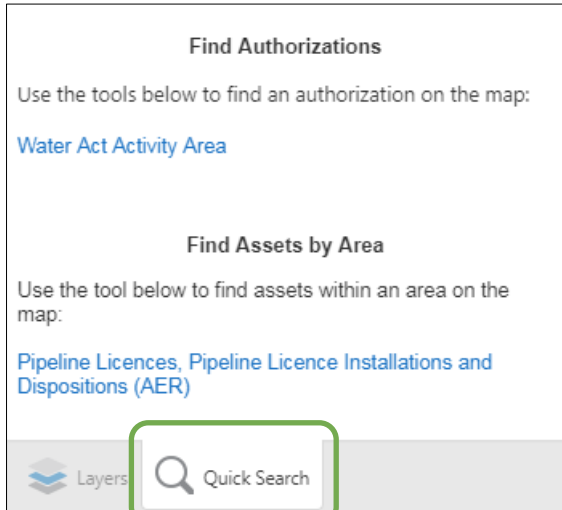 Find Authorizations
Use the tools below to find an authorization on the map:
Water Act Activity Area
Find Assets by Area
Use the tool below to find assets within an area on the
map:
Pipeline Licences, Pipeline Licence Installations and
Dispositions (AER)
Layers
Quick Search